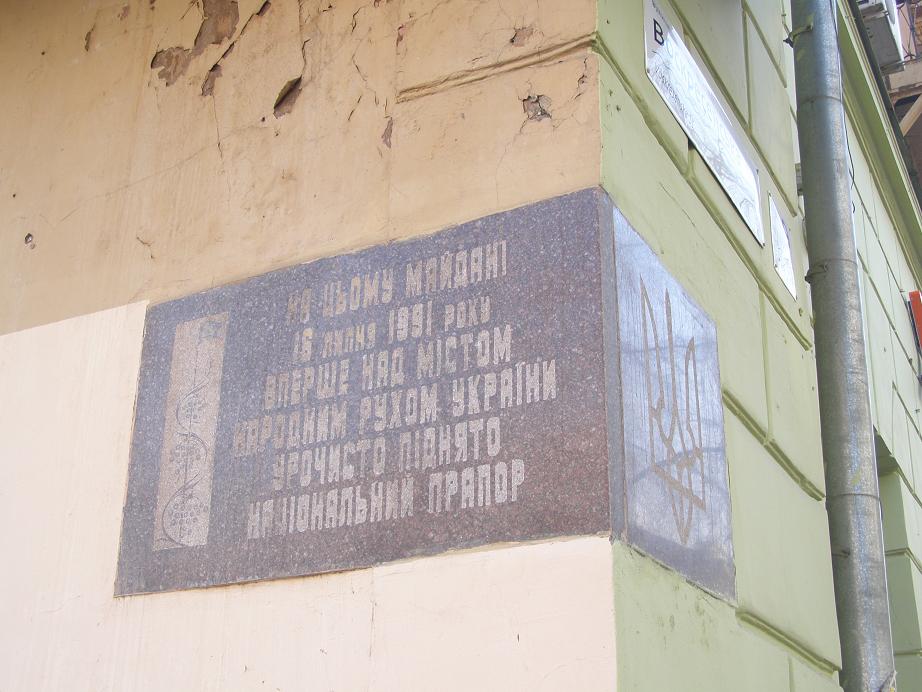 НА ЦЬОМУ МАЙДАНІ
16 ЛИПНЯ 1991 РОКУ
ВПЕРШЕ НАД МІСТОМ
НАРОДНИМ РУХОМ УКРАЇНИ
УРОЧИСТО ПІДНЯТО
НАЦІОНАЛЬНИЙ ПРАПОР
В